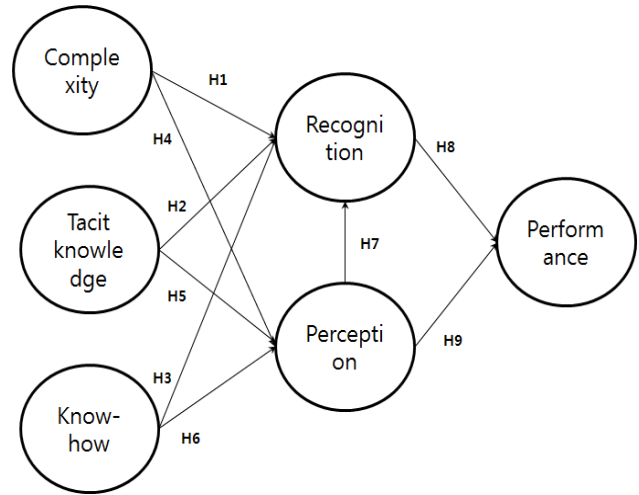 Comple
xity
H1
Recogni
tion
H4
H8
H2
Tacit
knowle
dge
Perform
ance
H7
H5
Percepti
on
H9
H3
Know-
how
H6